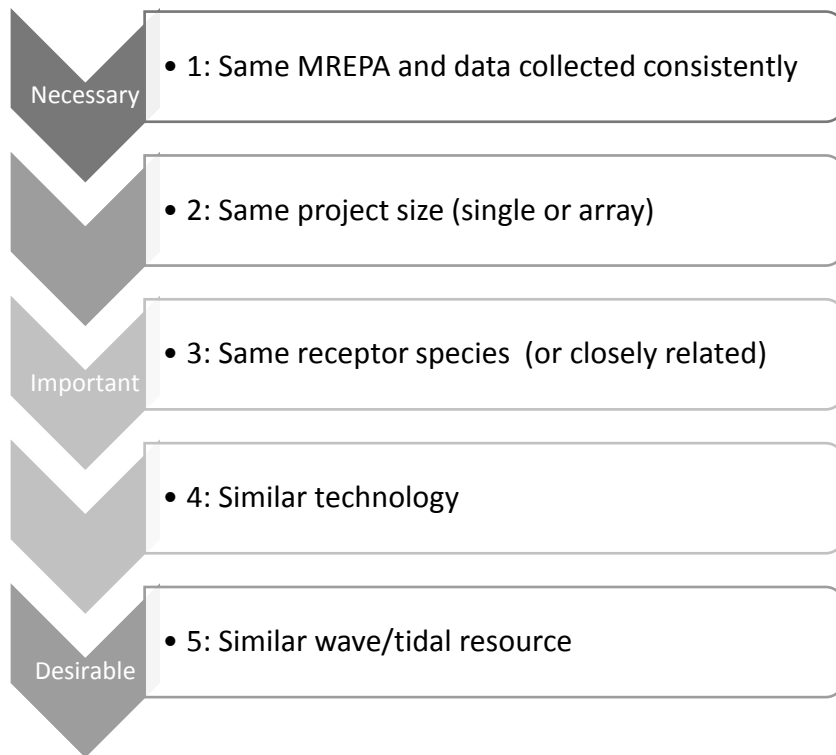 Necessary
• 1: Same MREPA and data collected consistently
• 2: Same project size (single or array)
Important
• 3: Same receptor species  (or closely related)
• 4: Similar technology
Desirable
• 5: Similar wave/tidal resource